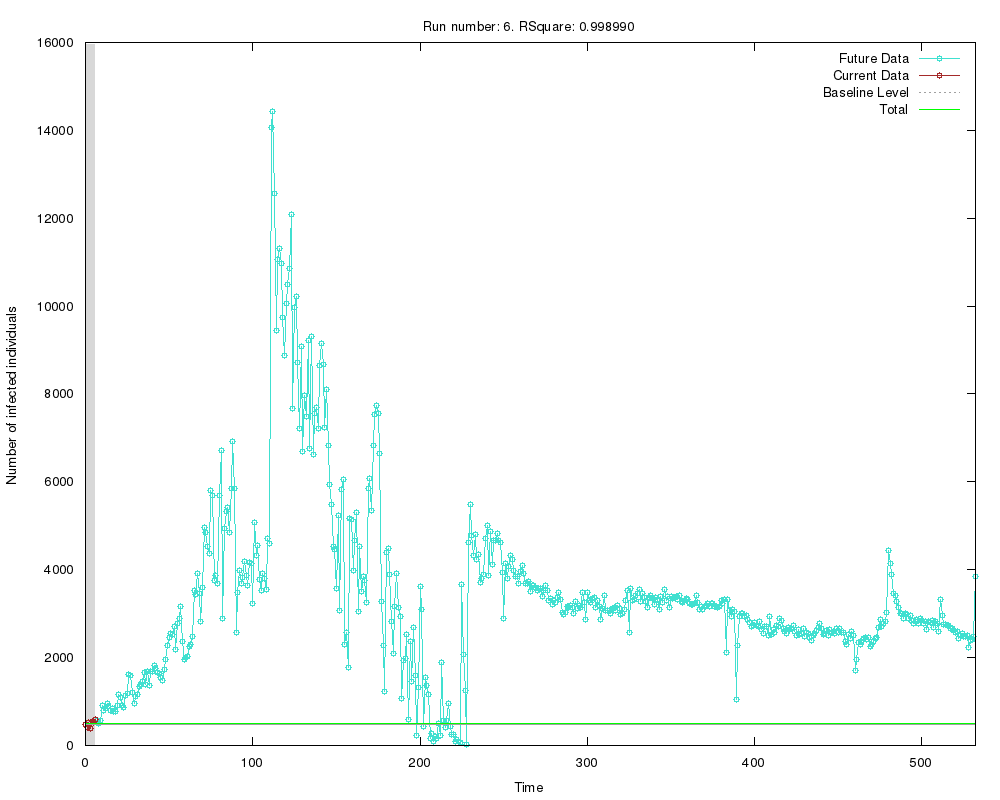 Run number: 6. RSquare: 0.998990
16000
14000
12000
10000
8000
6000
4000
2000
0
Number of infected individuals
Future Data
Current Data
Baseline Level
Total
0 100 200 300 400 500
Time